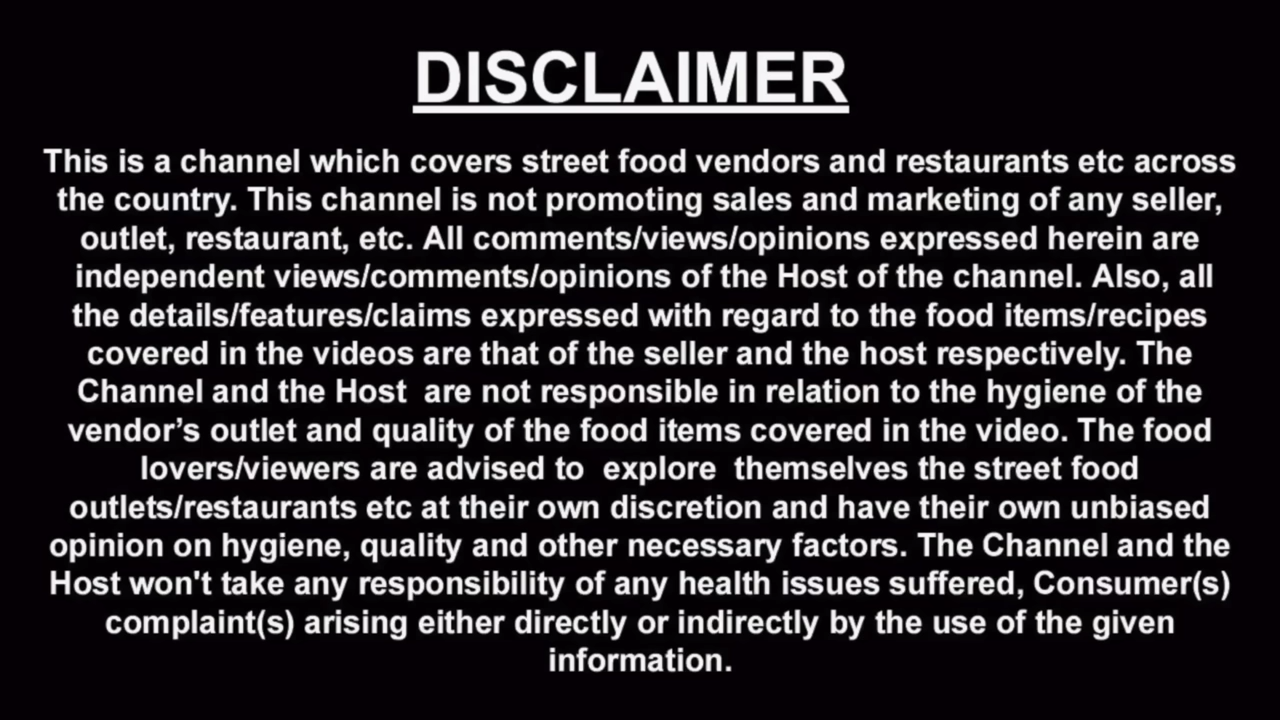 DISCLAIMER
This is a channel which covers street food vendors and restaurants etc across
the country. This channel is not promoting sales and marketing of any seller,
outlet, restaurant, etc. All comments/views/opinions expressed herein are
independent views/comments/opinions of the Host of the channel. Also, all
the details/features/claims expressed with regard to the food items/recipes
covered in the videos are that of the seller and the host respectively. The
Channel and the Host  are not responsible in relation to the hygiene of the
vendor’s outlet and quality of the food items covered in the video. The food
lovers/viewers are advised to  explore  themselves the street food
outlets/restaurants etc at their own discretion and have their own unbiased
opinion on hygiene, quality and other necessary factors. The Channel and the
Host won't take any responsibility of any health issues suffered, Consumer(s)
complaint(s) arising either directly or indirectly by the use of the given
information.